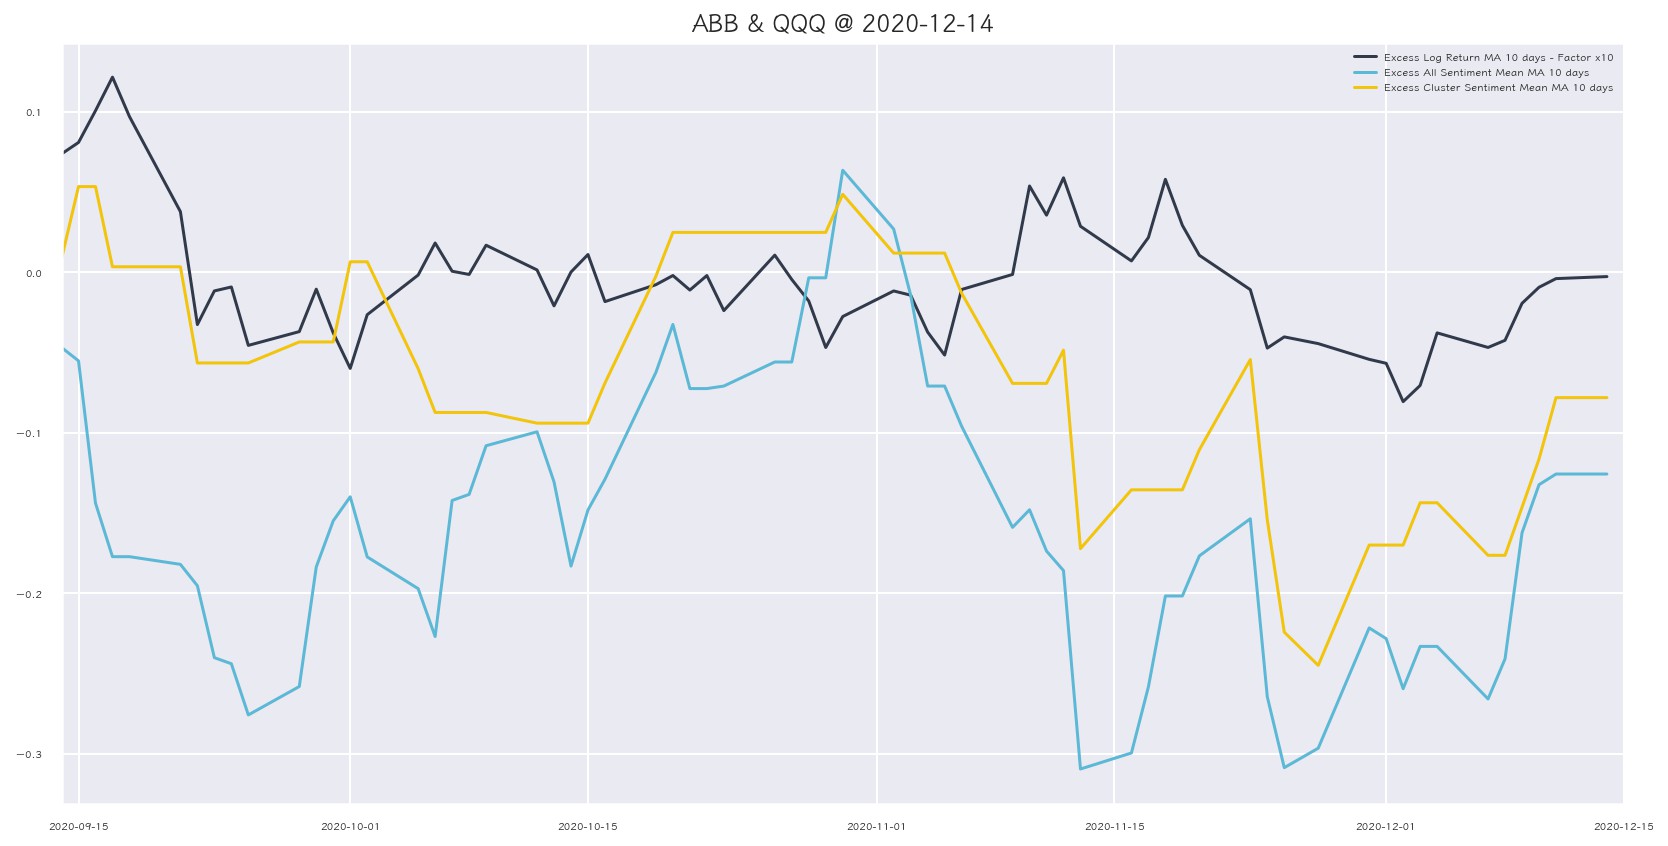 ABB & QQQ @ 2020-12-14
Excess Log Return MA 10 days - Factor x10
Excess All Sentiment Mean MA 10 days
Excess Cluster Sentiment Mean MA 10 days
0.1
0.0
−0.1
−0.2
−0.3
2020-09-15 2020-10-01 2020-10-15 2020-11-01 2020-11-15 2020-12-01 2020-12-15